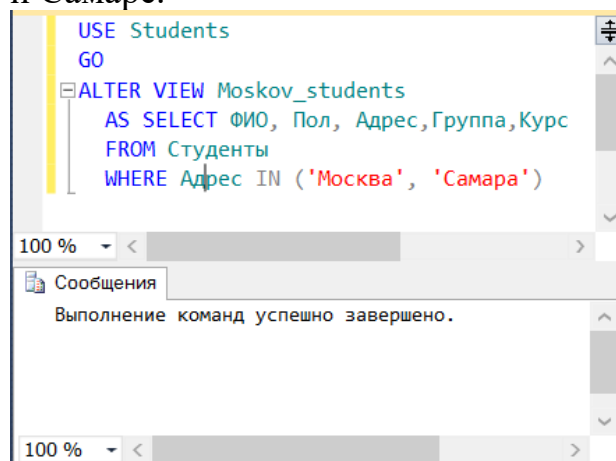 и Самаре.
USE Students
GO
ALTER VIEW Moskov_students
AS SELECT ФИО, Пол, Адрес,Группа,Курс
FROM Студенты
WHERE Адрес IN ('Москва', 'Самара')
100 %
Сообщения
Выполнение команд успешно завершено.
100 %